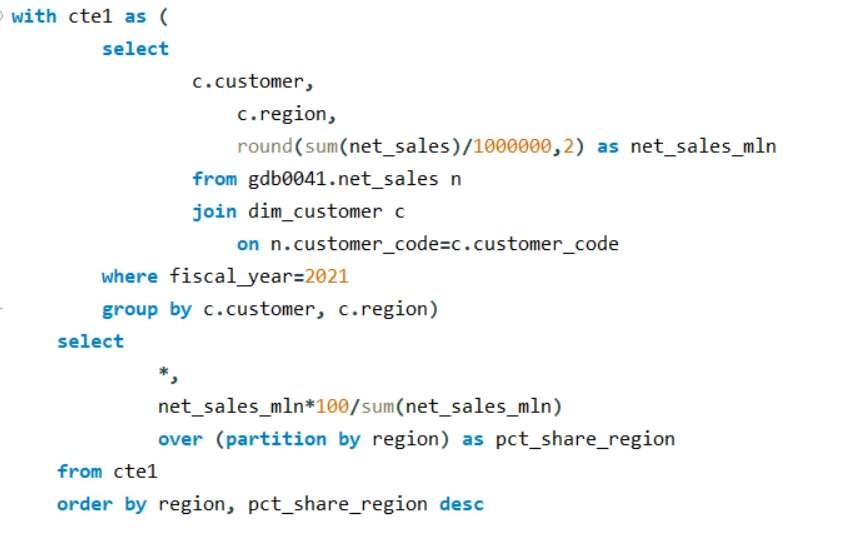 with cte1 as (
select
c.customer,
c.region,
round(sum(net_sales)/1000000,2) as net_sales_mln
from gdb0041.net_sales n
join dim_customer c
on n.customer_code=c.customer_code
where fiscal_year=2021
group by c.customer, c.region)
select
*,
net_sales_mln*100/sum(net_sales_mln)
over (partition by region) as pct_share_region
from cte1
order by region, pct_share_region desc